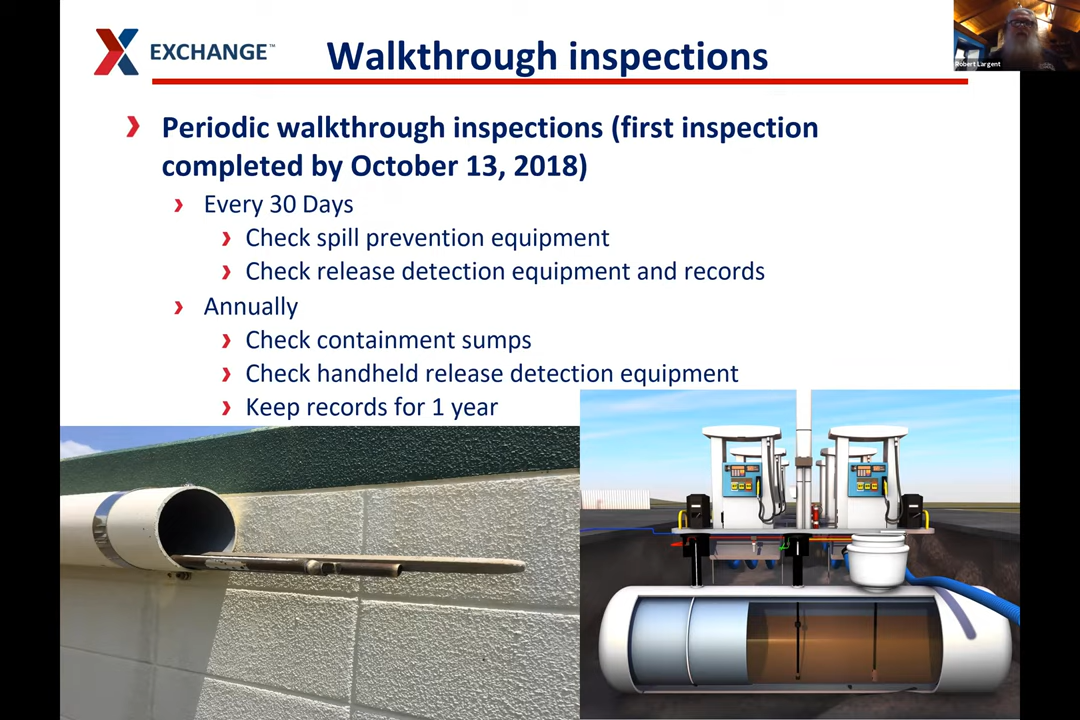 EXCHANGE™
Walkthrough inspections
Robert Largent
Periodic walkthrough inspections (first inspection
completed by October 13, 2018)
Every 30 Days
Check spill prevention equipment
Check release detection equipment and records
Annually
Check containment sumps
Check handheld release detection equipment
Keep records for 1 year